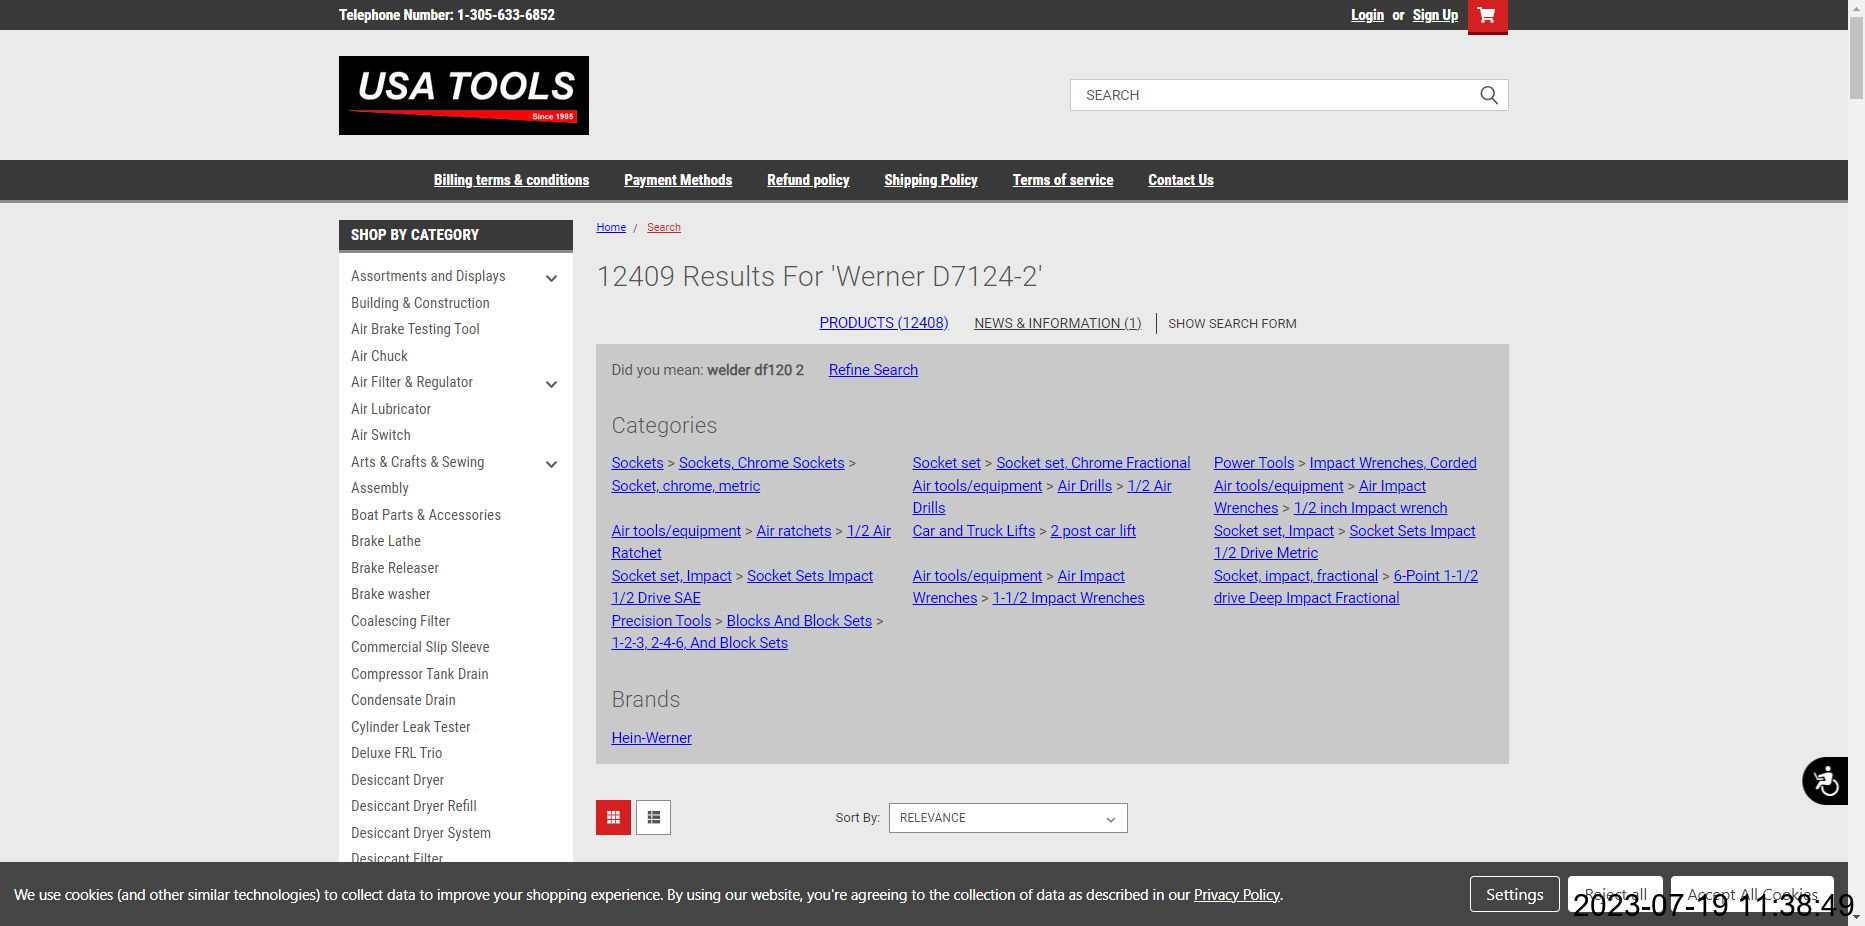 Telephone Number: 1-305-633-6852
Login or Sign Up
USA TOOLS
Since 1985
SEARCH
Billing terms & conditions Payment Methods Refund policy Shipping Policy Terms of service Contact Us
SHOP BY CATEGORY
Assortments and Displays
Building & Construction
Air Brake Testing Tool
Air Chuck
Air Filter & Regulator
Air Lubricator
Air Switch
Arts & Crafts & Sewing
Assembly
Boat Parts & Accessories
Brake Lathe
Brake Releaser
Brake washer
Coalescing Filter
Commercial Slip Sleeve
Compressor Tank Drain
Condensate Drain
Cylinder Leak Tester
Deluxe FRL Trio
Desiccant Dryer
Desiccant Dryer Refill
Desiccant Dryer System
Desiccant Filter
Home / Search
12409 Results For 'Werner D7124-2'
PRODUCTS (12408) NEWS & INFORMATION (1) SHOW SEARCH FORM
Did you mean: welder df120 2 Refine Search
Categories
Sockets > Sockets, Chrome Sockets >
Socket, chrome, metric
Socket set > Socket set, Chrome Fractional
Power Tools > Impact Wrenches, Corded
Air tools/equipment > Air Drills > 1/2 Air
Drills
Air tools/equipment > Air Impact
Wrenches > 1/2 inch Impact wrench
Air tools/equipment > Air ratchets > 1/2 Air
Ratchet
Car and Truck Lifts > 2 post car lift
Socket set, Impact > Socket Sets Impact
1/2 Drive Metric
Socket set, Impact > Socket Sets Impact
1/2 Drive SAE
Air tools/equipment > Air Impact
Wrenches > 1-1/2 Impact Wrenches
Socket, impact, fractional > 6-Point 1-1/2
drive Deep Impact Fractional
Precision Tools > Blocks And Block Sets >
1-2-3, 2-4-6, And Block Sets
Brands
Hein-Werner
Sort By: RELEVANCE
We use cookies (and other similar technologies) to collect data to improve your shopping experience. By using our website, you're agreeing to the collection of data as described in our Privacy Policy.
Settings Reject all Accept All Cookies
2023-07-19 11:38:49